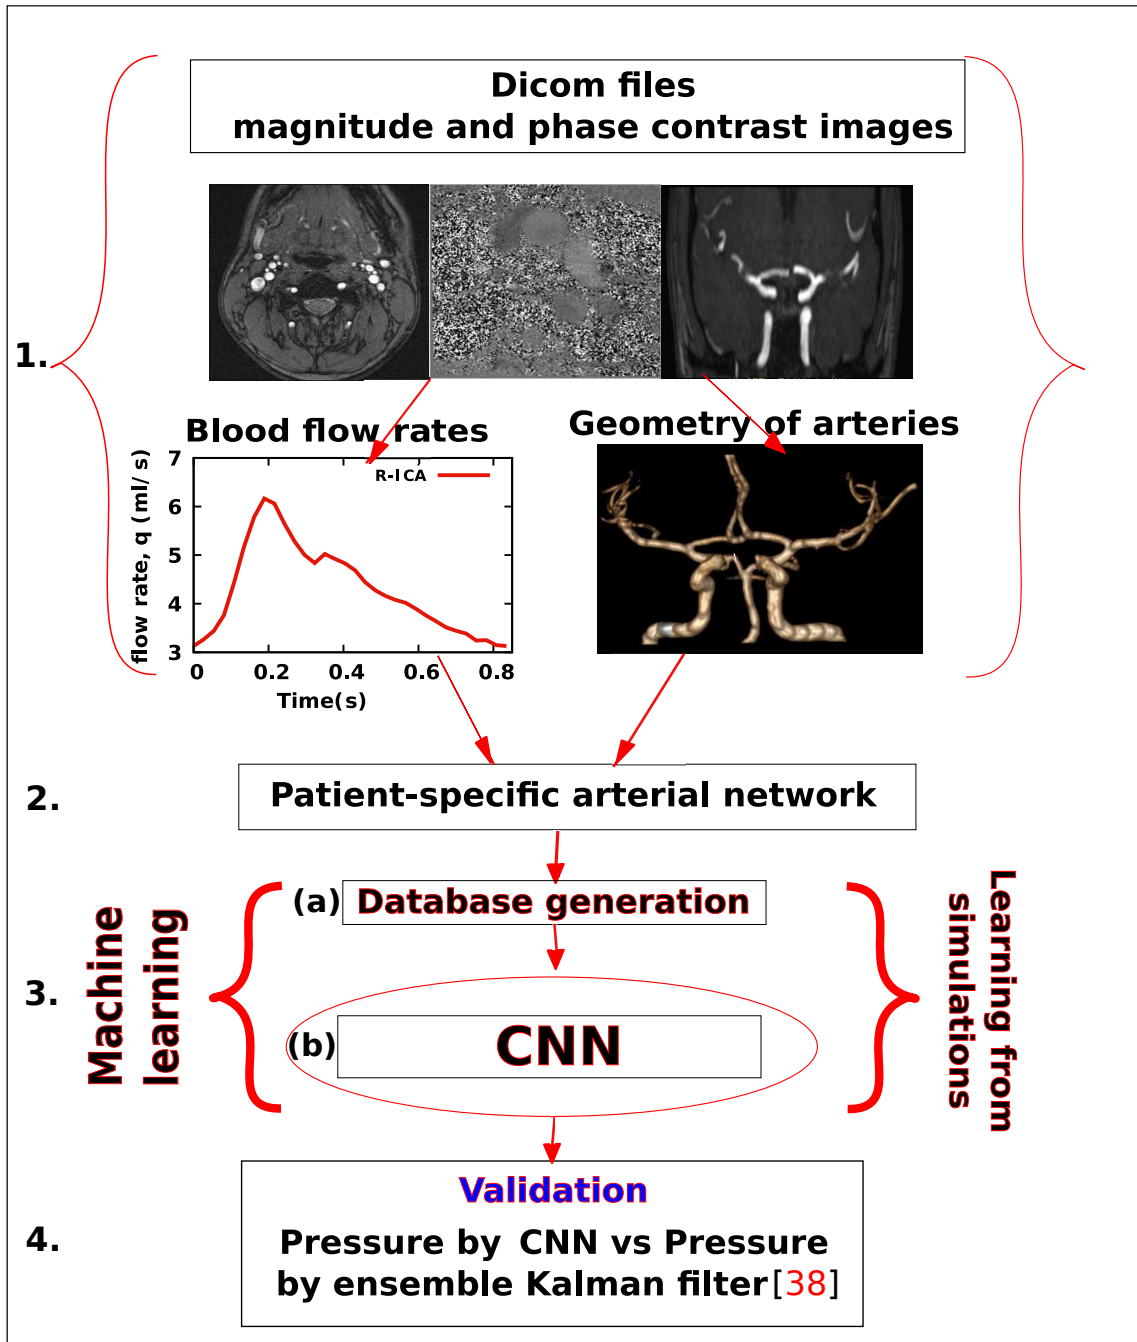 Dicom files
magnitude and phase contrast images
1.
Blood flow rates
Geometry of arteries
flow rate, q (ml/ s)
7
6
5
4
3
R-ICA
0
0.2
0.4
0.6
0.8
Time(s)
2.
Patient-specific arterial network
3.
Machine
learning
(a)
Database generation
(b)
CNN
Learning from
simulations
4.
Validation
Pressure by CNN vs Pressure
by ensemble Kalman filter[38]